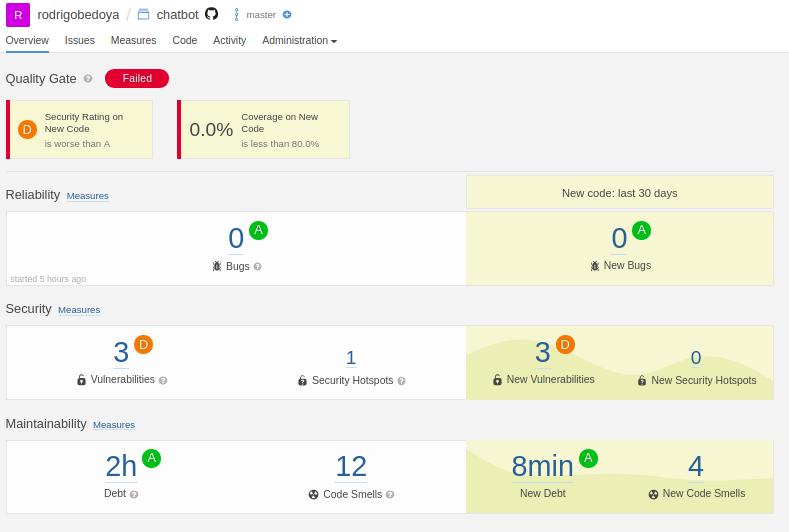 R rodrigobedoya / chatbot master
Overview Issues Measures Code Activity Administration
Quality Gate ? Failed
D Security Rating on New Code is worse than A
0.0% Coverage on New Code is less than 80.0%
Reliability Measures
New code: last 30 days
0 A
Bugs ?
started 5 hours ago
0 A
New Bugs
Security Measures
3 D
Vulnerabilities ?
1
Security Hotspots ?
3 D
New Vulnerabilities
0
New Security Hotspots
Maintainability Measures
2h A
Debt ?
12
Code Smells ?
8min A
New Debt
4
New Code Smells